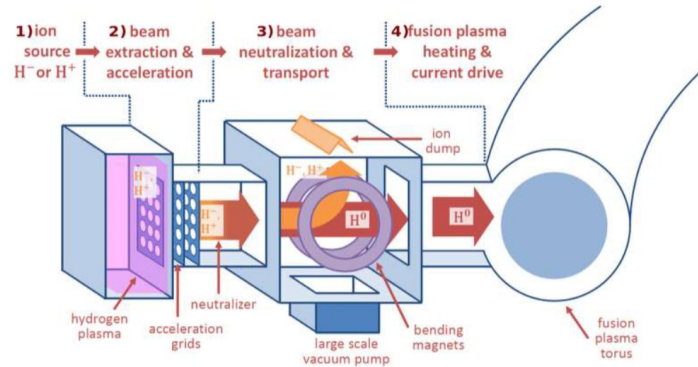 1) ion
source
H⁻ or H⁺
2) beam
extraction &
acceleration
3) beam
neutralization &
transport
4) fusion plasma
heating &
current drive
ion
dump
H⁻, H⁺
H⁻,
H⁺
H⁻,
H⁺
H⁰
H⁰
hydrogen
plasma
acceleration
grids
neutralizer
large scale
vacuum pump
bending
magnets
fusion
plasma
torus